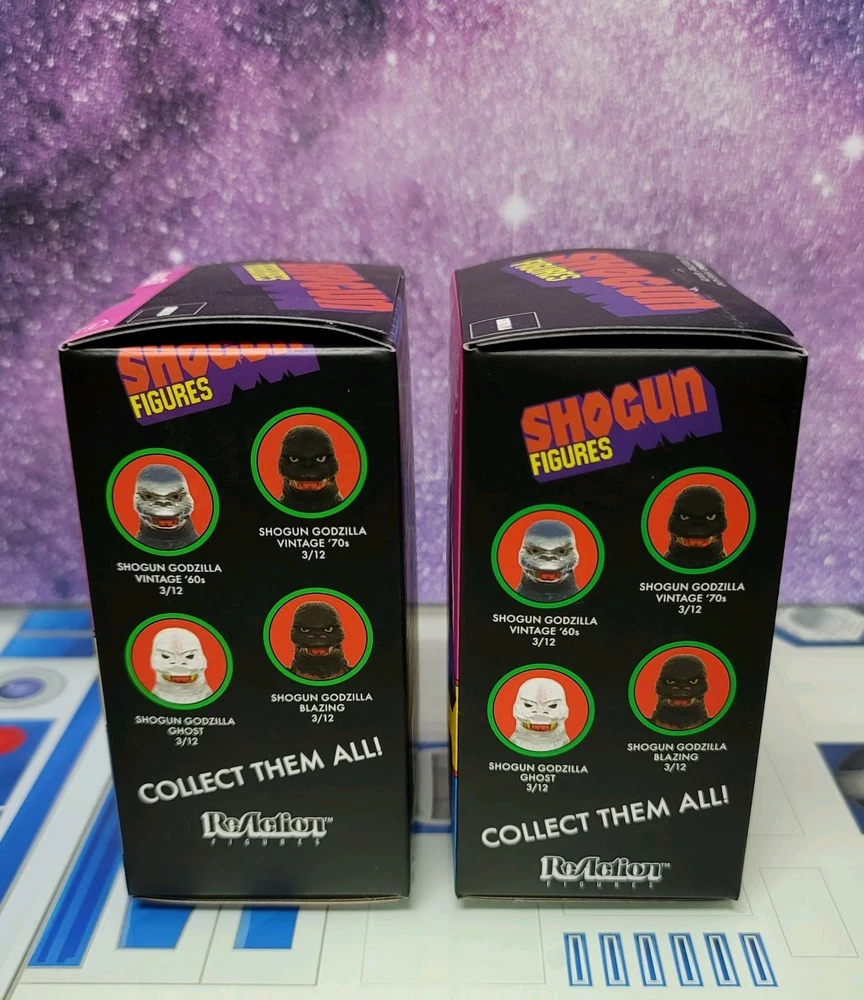 SHOGUN
FIGURES
SHOGUN
FIGURES
SHOGUN GODZILLA
VINTAGE '60s
3/12
SHOGUN GODZILLA
VINTAGE '70s
3/12
SHOGUN GODZILLA
GHOST
3/12
SHOGUN GODZILLA
BLAZING
3/12
COLLECT THEM ALL!
ReAction™
FIGURES
SHOGUN
FIGURES
SHOGUN
FIGURES
SHOGUN GODZILLA
VINTAGE '60s
3/12
SHOGUN GODZILLA
VINTAGE '70s
3/12
SHOGUN GODZILLA
GHOST
3/12
SHOGUN GODZILLA
BLAZING
3/12
COLLECT THEM ALL!
ReAction™
FIGURES